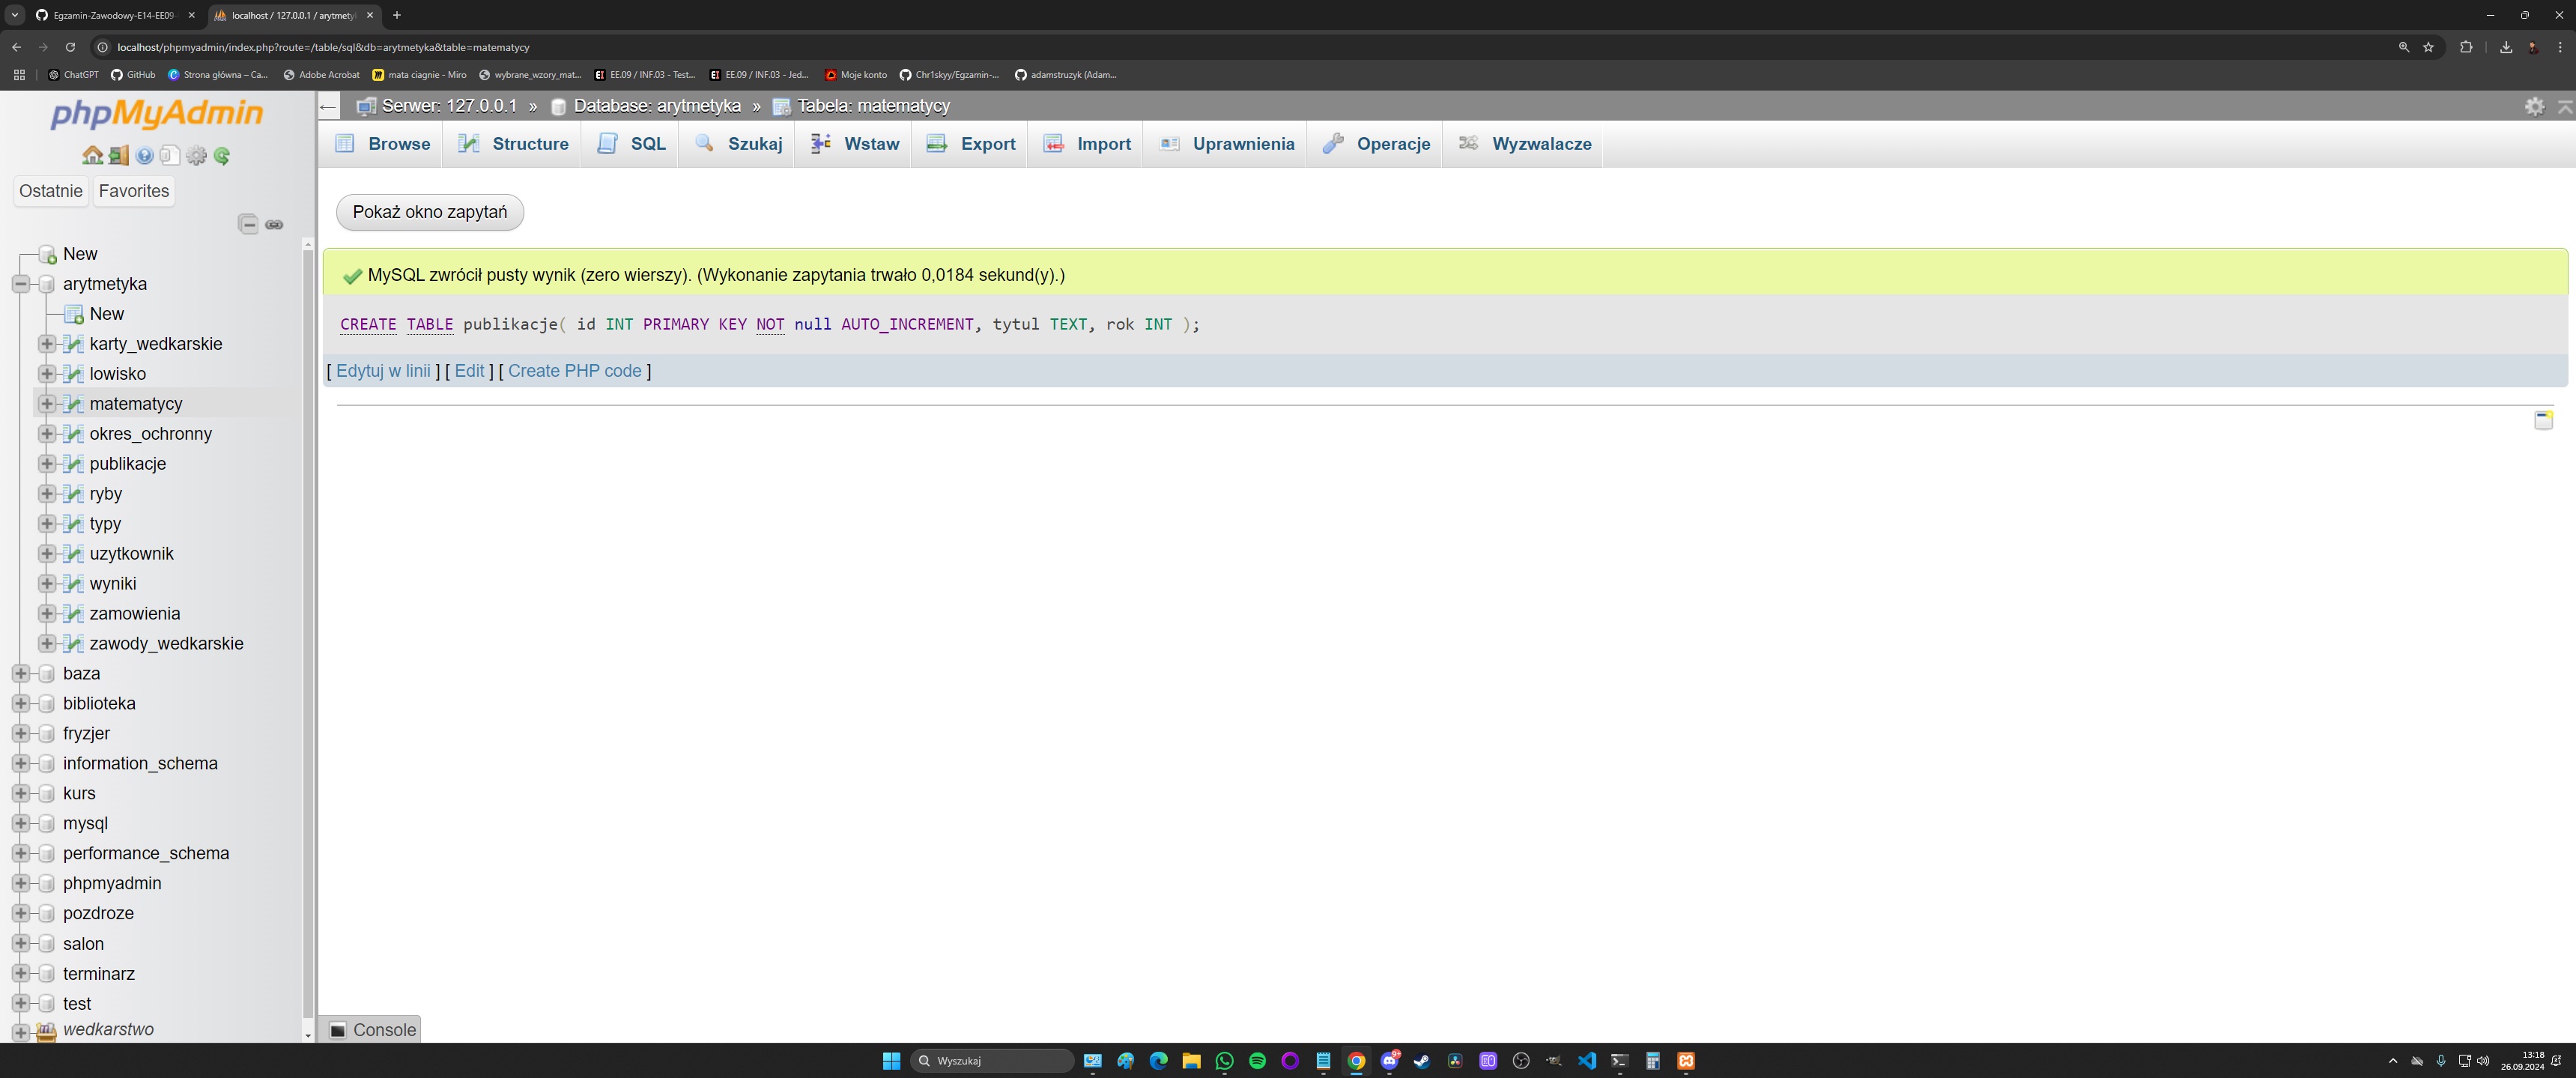 Egzamin-Zawodowy-E14-EE09-
localhost / 127.0.0.1 / arytmety
localhost/phpmyadmin/index.php?route=/table/sql&db=arytmetyka&table=matematycy
ChatGPT
GitHub
Strona główna – Ca...
Adobe Acrobat
mata ciagnie - Miro
wybrane_wzory_mat...
EE.09 / INF.03 - Test...
EE.09 / INF.03 - Jed...
Moje konto
Chr1skyy/Egzamin-...
adamstruzyk (Adam...
phpMyAdmin
Ostatnie
Favorites
New
arytmetyka
New
karty_wedkarskie
lowisko
matematycy
okres_ochronny
publikacje
ryby
typy
uzytkownik
wyniki
zamowienia
zawody_wedkarskie
baza
biblioteka
fryzjer
information_schema
kurs
mysql
performance_schema
phpmyadmin
pozdroze
salon
terminarz
test
wedkarstwo
Serwer: 127.0.0.1 » Database: arytmetyka » Tabela: matematycy
Browse
Structure
SQL
Szukaj
Wstaw
Export
Import
Uprawnienia
Operacje
Wyzwalacze
Pokaż okno zapytań
MySQL zwrócił pusty wynik (zero wierszy). (Wykonanie zapytania trwało 0,0184 sekund(y).)
CREATE TABLE publikacje( id INT PRIMARY KEY NOT null AUTO_INCREMENT, tytul TEXT, rok INT );
[ Edytuj w linii ] [ Edit ] [ Create PHP code ]
Console
Wyszukaj
9+
13:18
26.09.2024